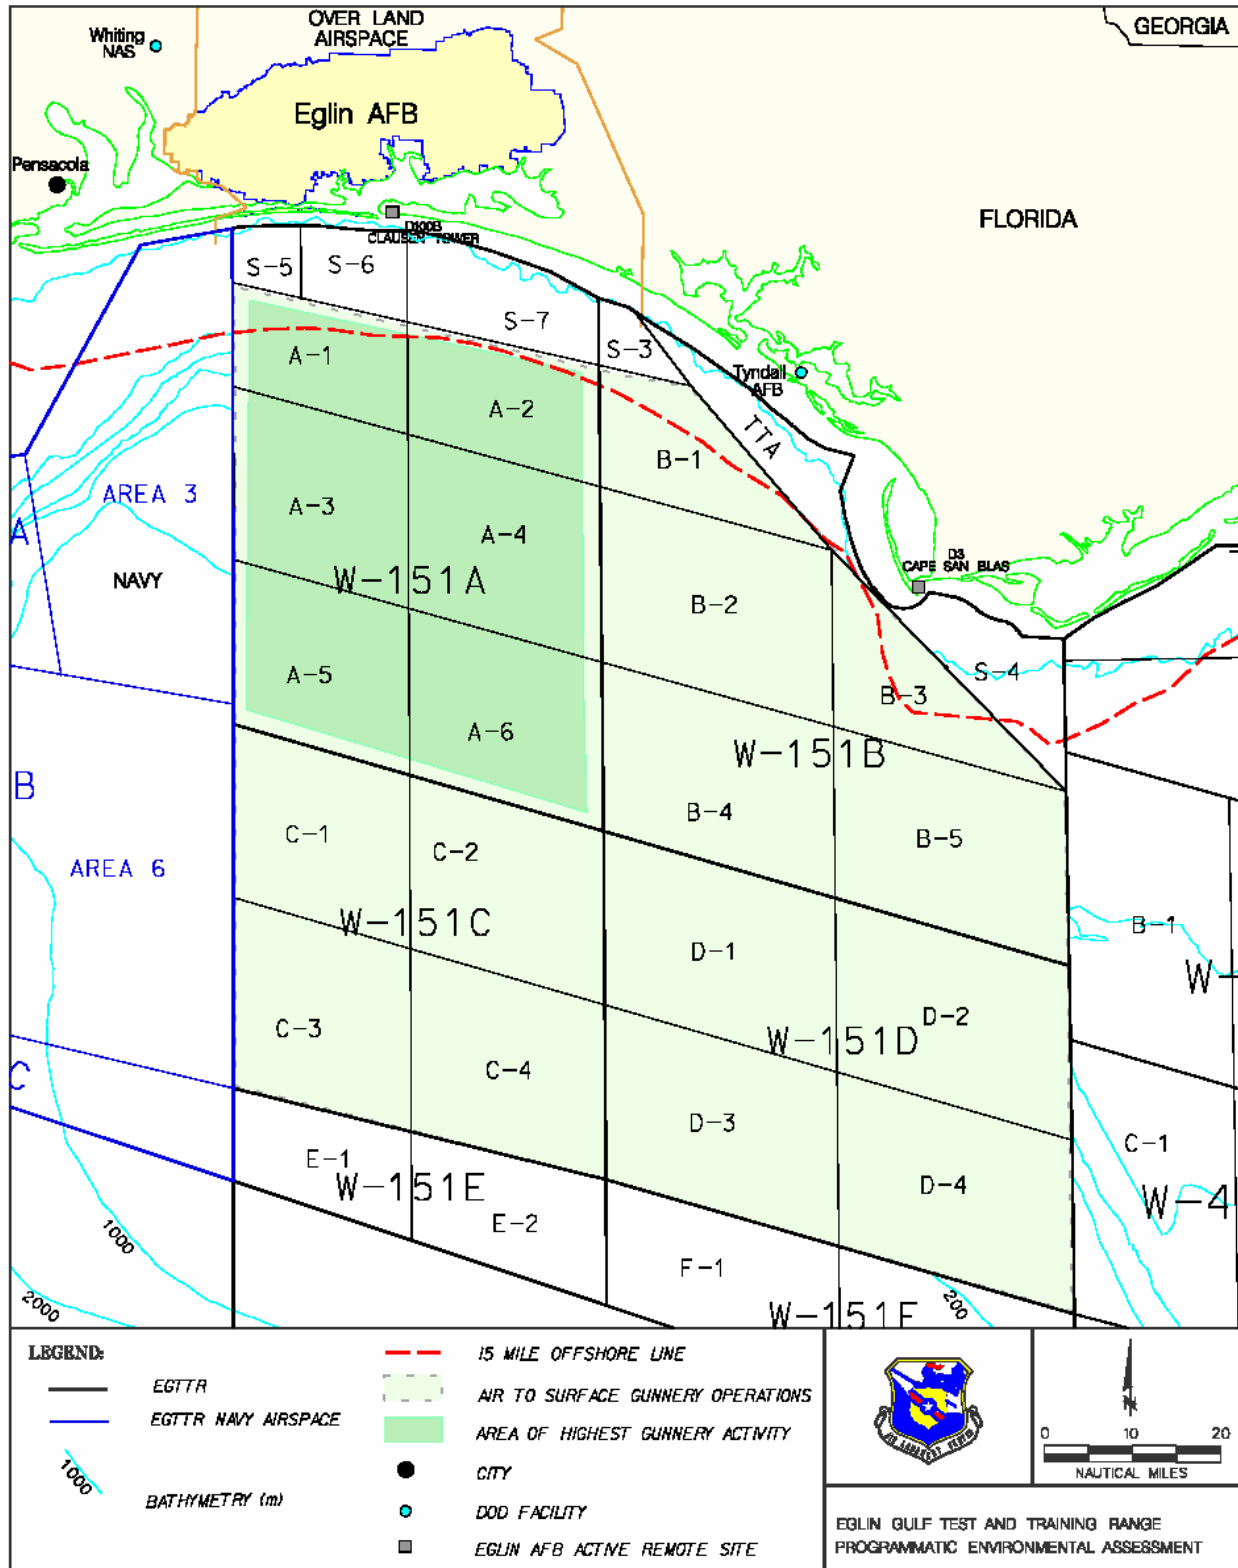 OVER LAND
AIRSPACE
GEORGIA
Whiting
NAS
Eglin AFB
Pensacola
D100B
CLAUSEN TOWER
FLORIDA
S-5
S-6
S-7
S-3
A-1
Tyndall
AFB
A-2
TTA
B-1
AREA 3
A-3
A-4
A
D3
CAPE SAN BLAS
NAVY
W-151A
B-2
A-5
S-4
B-3
A-6
W-151B
B
B-4
C-1
B-5
C-2
AREA 6
W-151C
B-1
D-1
W-
C-3
D-2
W-151D
C
C-4
D-3
C-1
E-1
W-151E
D-4
W-4
E-2
1000
F-1
2000
200
W-151F
LEGEND:
EGTTR
EGTTR NAVY AIRSPACE
1000
BATHYMETRY (m)
15 MILE OFFSHORE LINE
AIR TO SURFACE GUNNERY OPERATIONS
AREA OF HIGHEST GUNNERY ACTIVITY
CITY
DOD FACILITY
EGLIN AFB ACTIVE REMOTE SITE
0 10 20
NAUTICAL MILES
EGLIN GULF TEST AND TRAINING RANGE
PROGRAMMATIC ENVIRONMENTAL ASSESSMENT